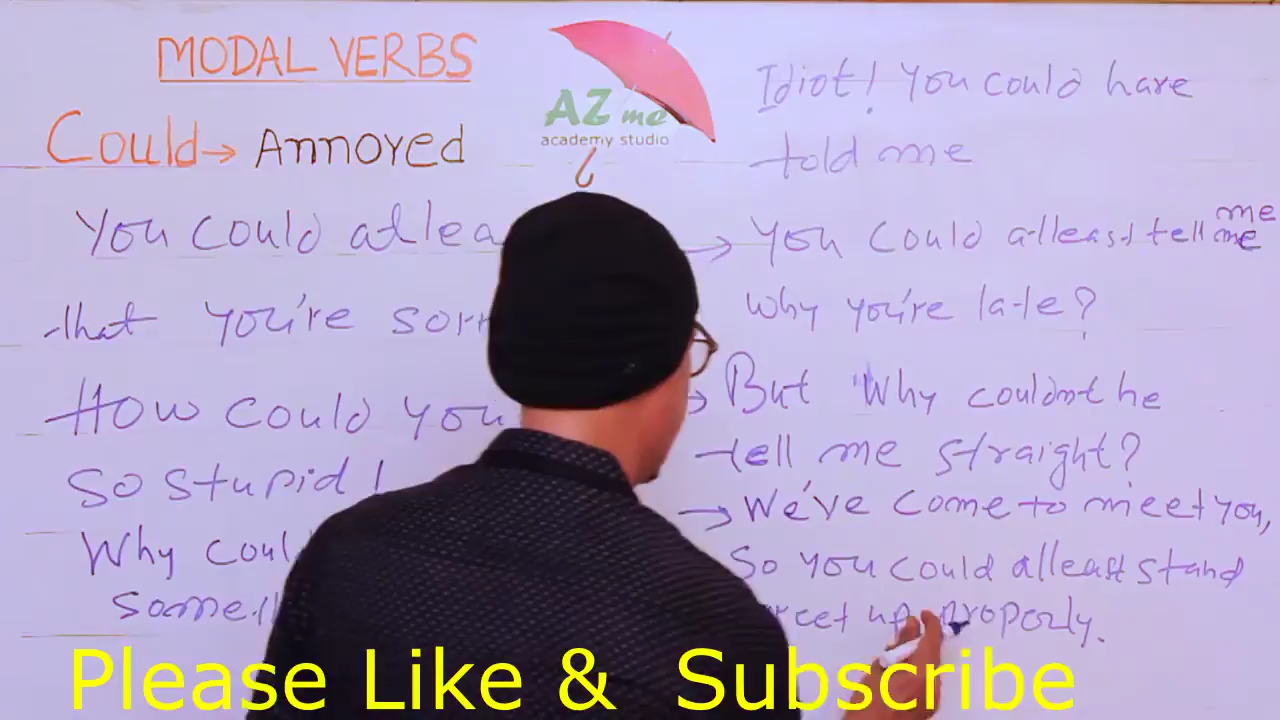 MODAL VERBS
Could → Annoyed
You could atlea
that you're sorr
How could you
so stupid!
Why coul
some
AZ me
academy studio
Idiot! You could have
told me
→ You could atleast tell me me
why you're late?
But Why couldn't he
tell me straight?
→ We've come to meet you,
So you could atleast stand
reet up properly.
Please Like & Subscribe